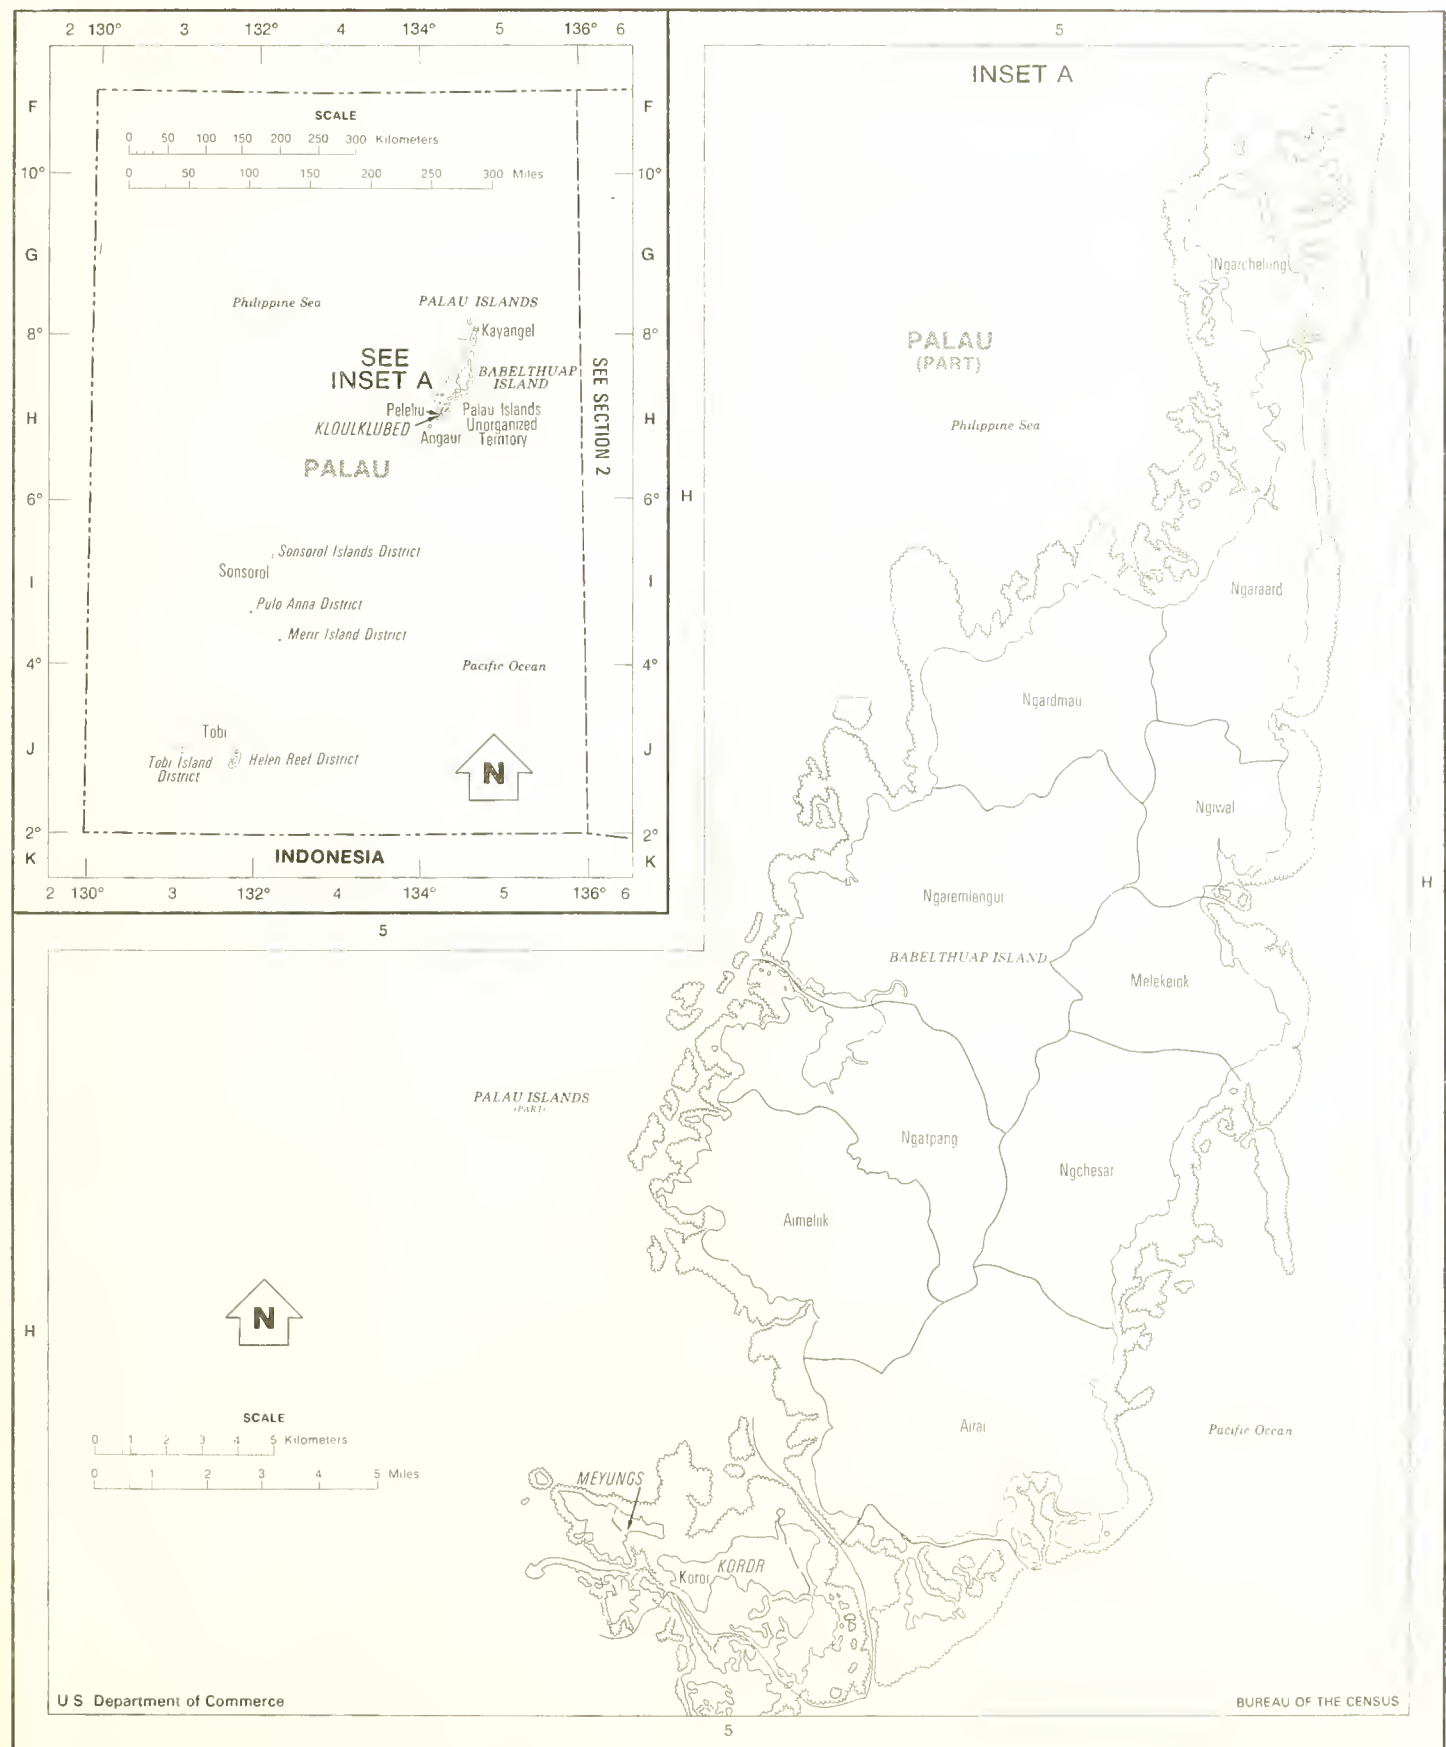 2 130° 3 132° 4 134° 5 136° 6
5
INSET A
F
F
SCALE
0 50 100 150 200 250 300 Kilometers
0 50 100 150 200 250 300 Miles
10°
10°
G
G
Philippine Sea
PALAU ISLANDS
8°
8°
Kayangel
SEE
INSET A
BABELTHUAP
ISLAND
SEE SECTION 2
H
H
Peleliu
KLOULKLUBED
Angaur
Palau Islands
Unorganized
Territory
PALAU
6°
6°
Sonsorol Islands District
I
I
Sonsorol
Pulo Anna District
Merir Island District
4°
4°
Pacific Ocean
Tobi
J
J
Tobi Island
District
Helen Reef District
N
2°
2°
K
K
INDONESIA
2 130° 3 132° 4 134° 5 136° 6
5
Ngarchelong
PALAU
(PART)
Philippine Sea
H
Ngaraard
Ngardmau
Ngiwal
H
Ngaremlengui
BABELTHUAP ISLAND
Melekeiok
PALAU ISLANDS
(PART)
Ngatpang
Ngchesar
Aimeliik
N
H
SCALE
0 1 2 3 4 5 Kilometers
0 1 2 3 4 5 Miles
Airai
Pacific Ocean
MEYUNGS
Koror
KOROR
U S Department of Commerce
BUREAU OF THE CENSUS
5